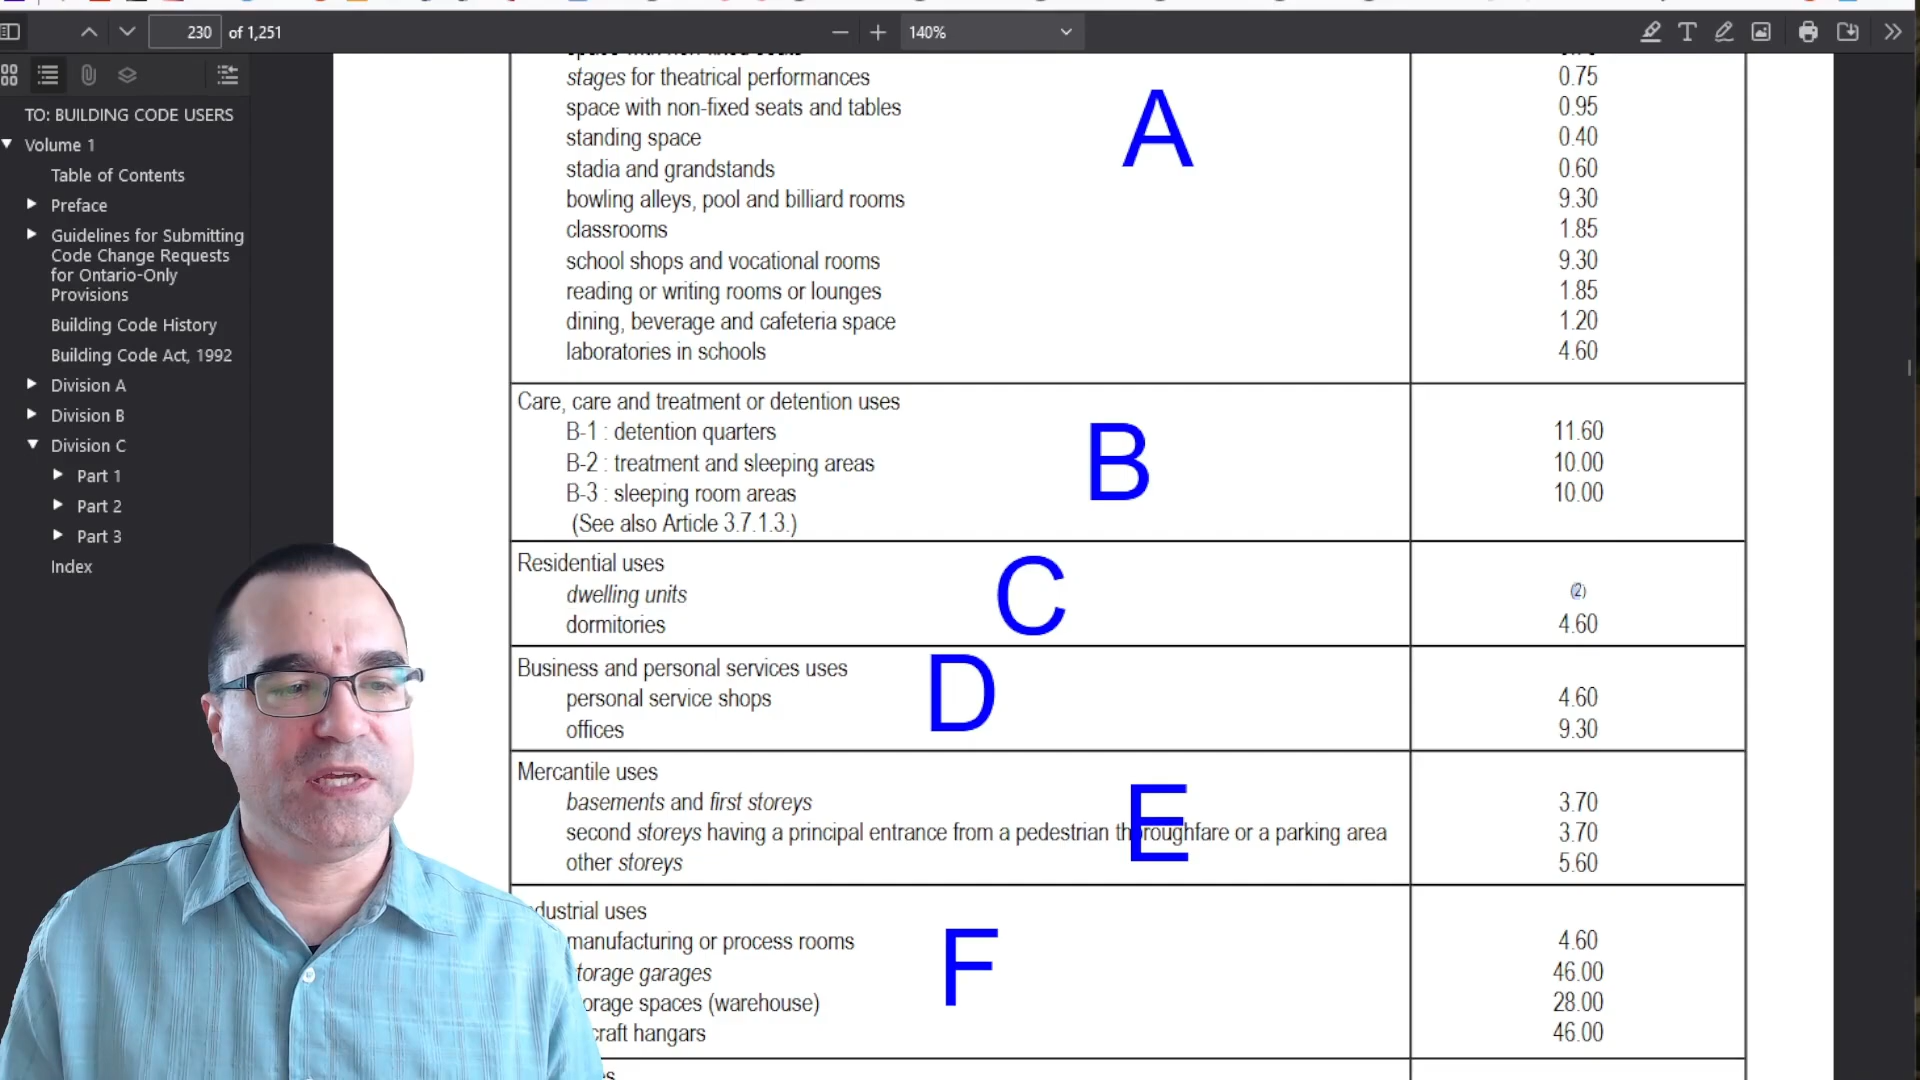 230 of 1,251 140%
TO: BUILDING CODE USERS
Volume 1
Table of Contents
Preface
Guidelines for Submitting
Code Change Requests
for Ontario-Only
Provisions
Building Code History
Building Code Act, 1992
Division A
Division B
Division C
Part 1
Part 2
Part 3
Index
stages for theatrical performances 0.75
space with non-fixed seats and tables 0.95
standing space 0.40
stadia and grandstands 0.60
bowling alleys, pool and billiard rooms 9.30
classrooms 1.85
school shops and vocational rooms 9.30
reading or writing rooms or lounges 1.85
dining, beverage and cafeteria space 1.20
laboratories in schools 4.60
A
Care, care and treatment or detention uses
B-1 : detention quarters 11.60
B-2 : treatment and sleeping areas 10.00
B-3 : sleeping room areas 10.00
(See also Article 3.7.1.3.)
B
Residential uses
dwelling units (2)
dormitories 4.60
C
Business and personal services uses
personal service shops 4.60
offices 9.30
D
Mercantile uses
basements and first storeys 3.70
second storeys having a principal entrance from a pedestrian thoroughfare or a parking area 3.70
other storeys 5.60
E
dustrial uses
manufacturing or process rooms 4.60
torage garages 46.00
orage spaces (warehouse) 28.00
craft hangars 46.00
F